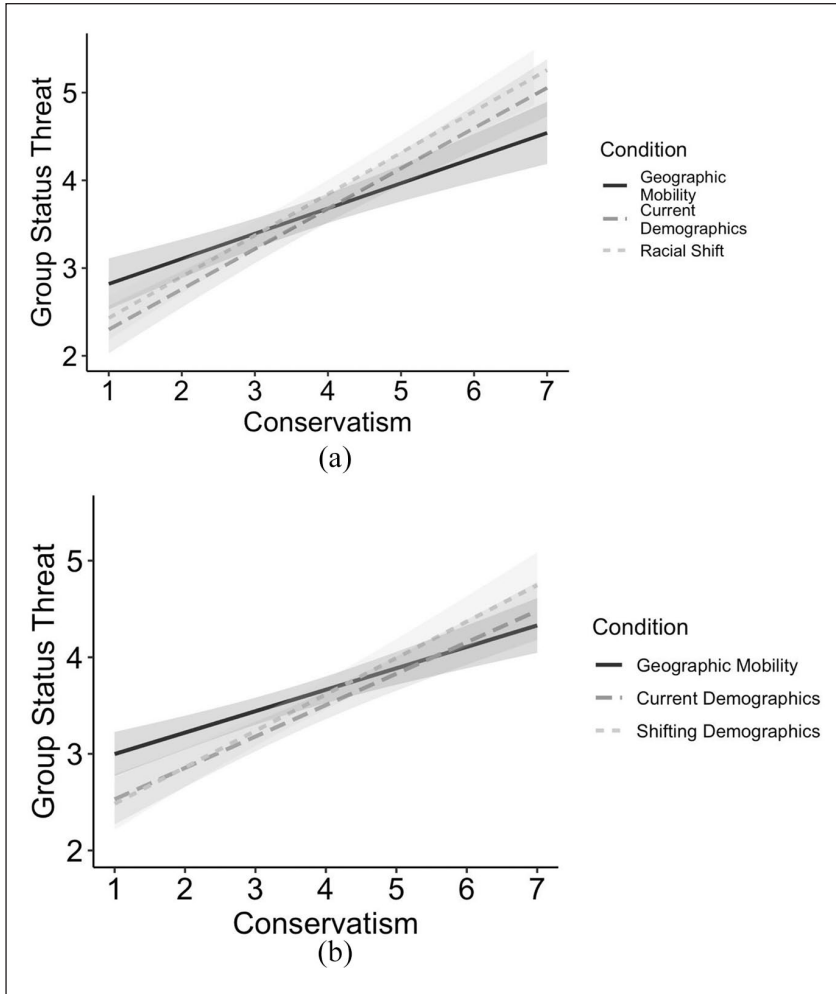 Group Status Threat
5
4
3
2
1 2 3 4 5 6 7
Conservatism
(a)
Condition
Geographic
Mobility
Current
Demographics
Racial Shift
Group Status Threat
5
4
3
2
1 2 3 4 5 6 7
Conservatism
(b)
Condition
Geographic Mobility
Current Demographics
Shifting Demographics